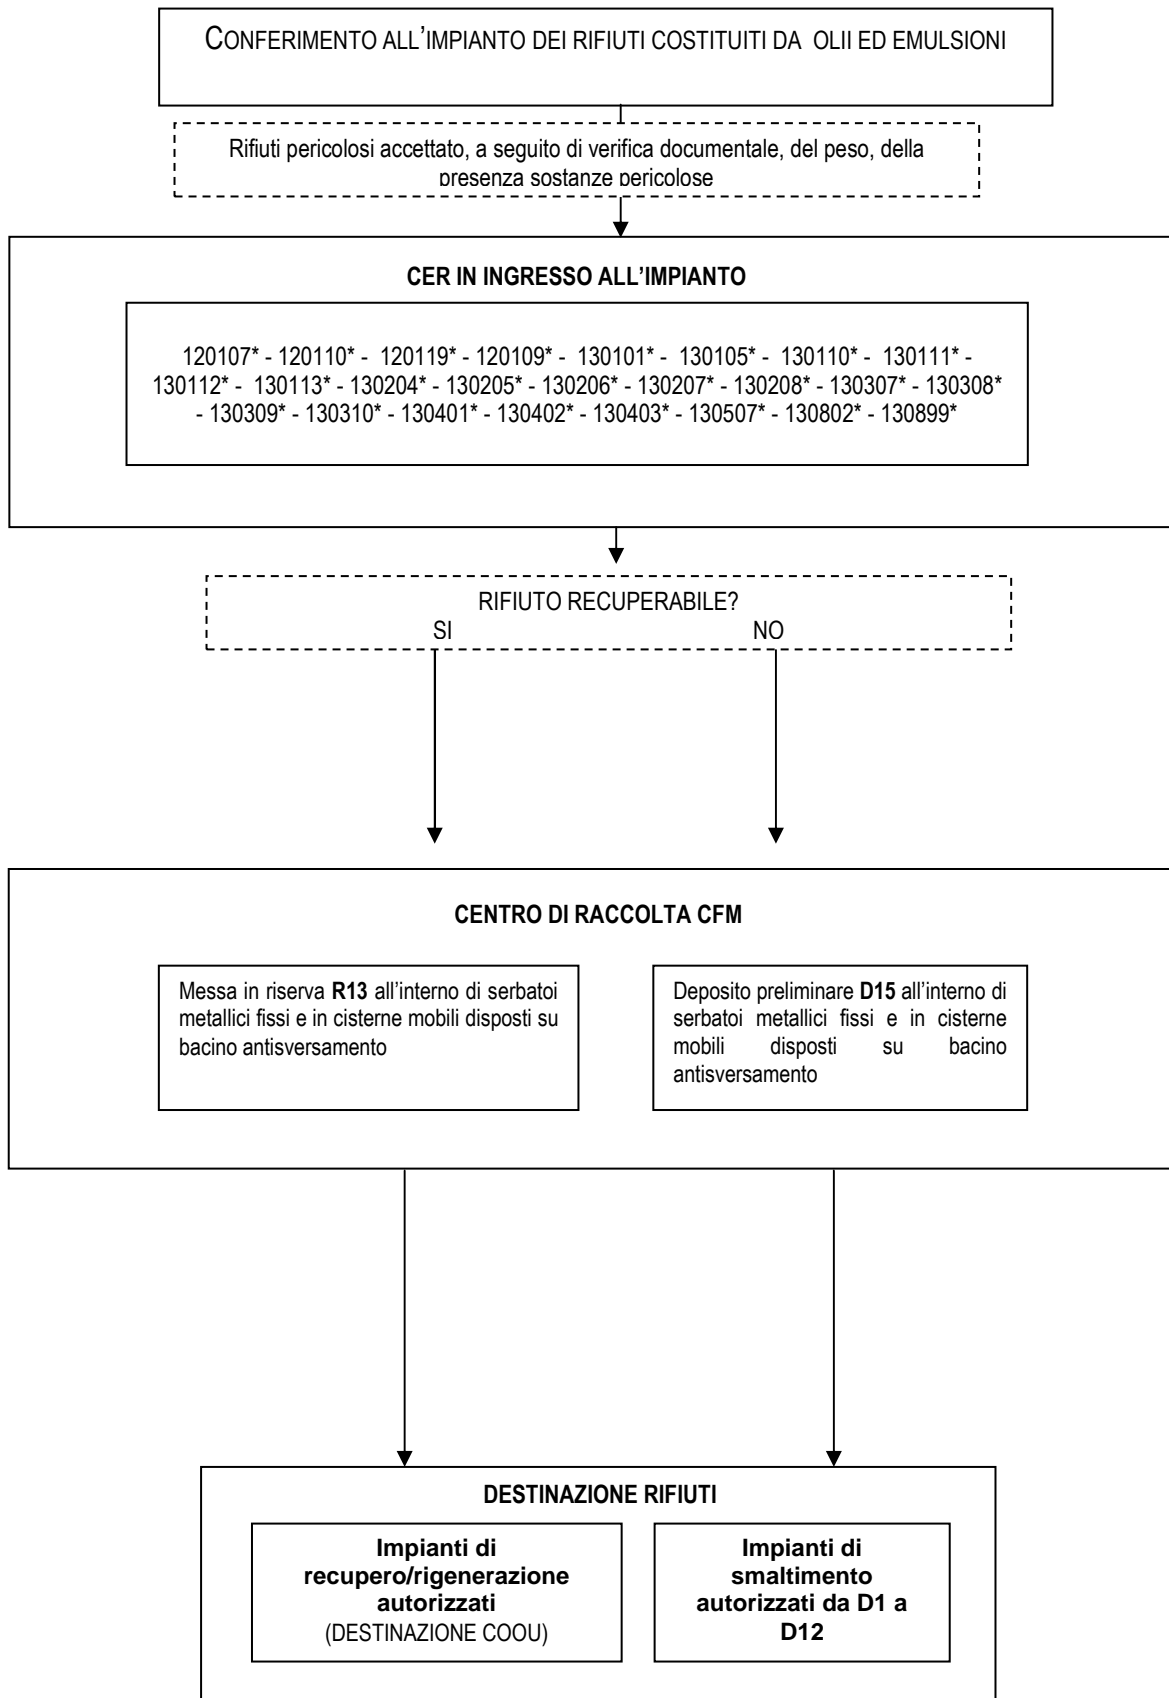 CONFERIMENTO ALL'IMPIANTO DEI RIFIUTI COSTITUITI DA OLII ED EMULSIONI
Rifiuti pericolosi accettato, a seguito di verifica documentale, del peso, della
presenza sostanze pericolose
CER IN INGRESSO ALL'IMPIANTO
120107* - 120110* - 120119* - 120109* - 130101* - 130105* - 130110* - 130111* -
130112* - 130113* - 130204* - 130205* - 130206* - 130207* - 130208* - 130307* - 130308*
- 130309* - 130310* - 130401* - 130402* - 130403* - 130507* - 130802* - 130899*
RIFIUTO RECUPERABILE?
SI NO
CENTRO DI RACCOLTA CFM
Messa in riserva R13 all'interno di serbatoi
metallici fissi e in cisterne mobili disposti su
bacino antisversamento
Deposito preliminare D15 all'interno di
serbatoi metallici fissi e in cisterne
mobili disposti su bacino
antisversamento
DESTINAZIONE RIFIUTI
Impianti di
recupero/rigenerazione
autorizzati
(DESTINAZIONE COOU)
Impianti di
smaltimento
autorizzati da D1 a
D12